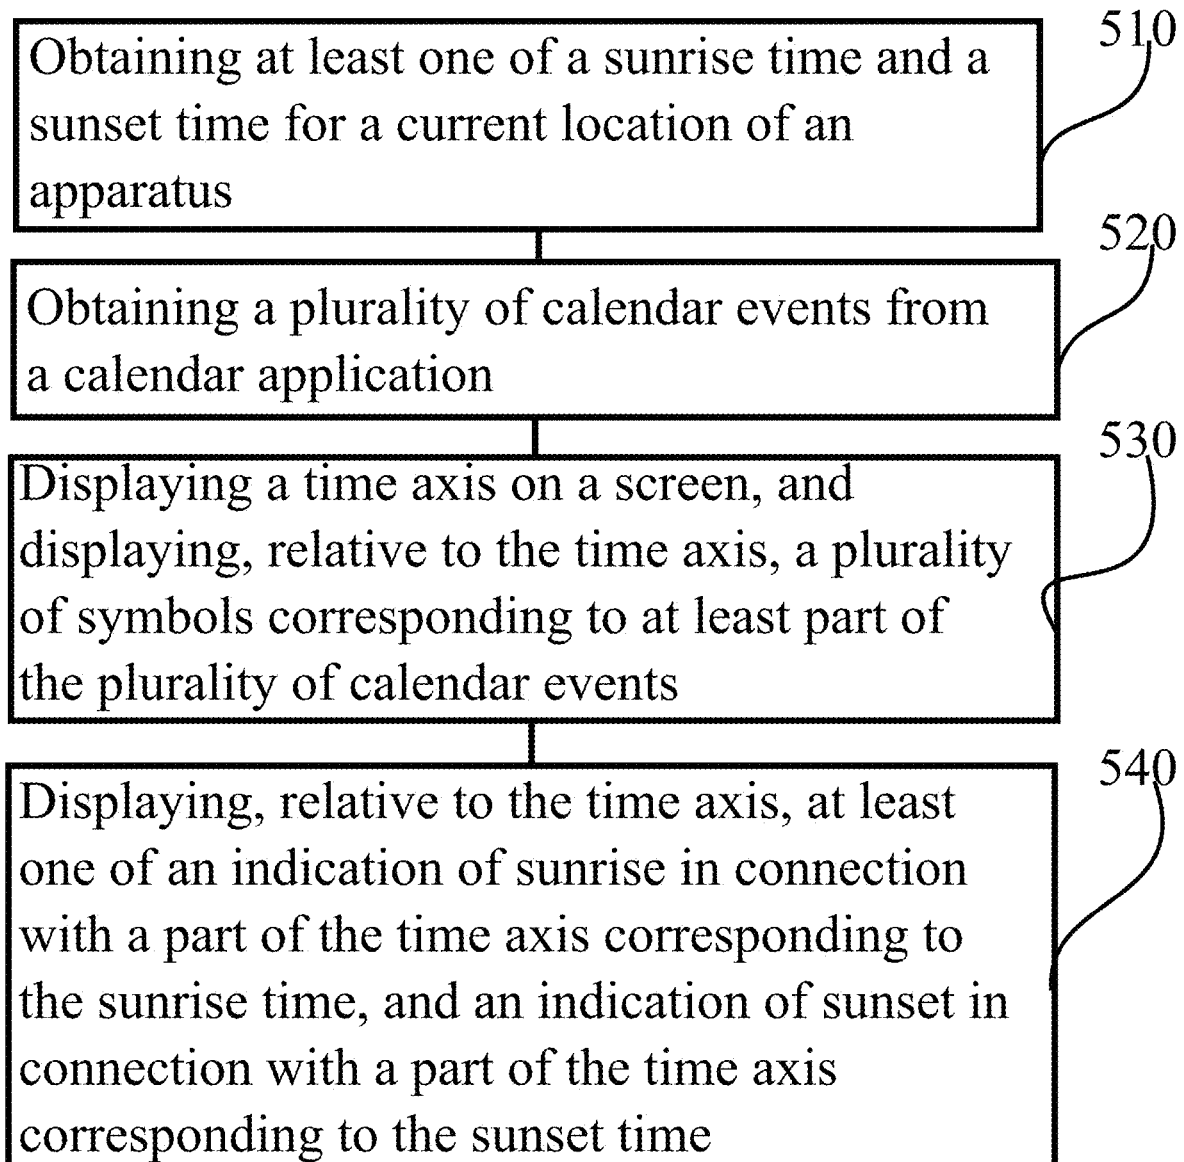 510
Obtaining at least one of a sunrise time and a
sunset time for a current location of an
apparatus
520
Obtaining a plurality of calendar events from
a calendar application
530
Displaying a time axis on a screen, and
displaying, relative to the time axis, a plurality
of symbols corresponding to at least part of
the plurality of calendar events
540
Displaying, relative to the time axis, at least
one of an indication of sunrise in connection
with a part of the time axis corresponding to
the sunrise time, and an indication of sunset in
connection with a part of the time axis
corresponding to the sunset time